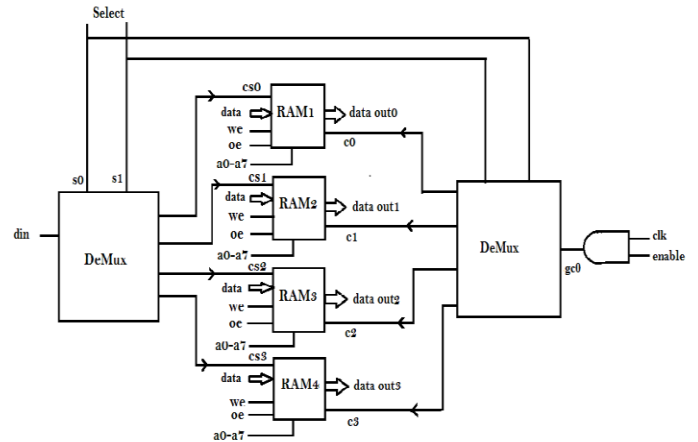 Select
s0
s1
din
DeMux
cs0
data
we
oe
a0-a7
RAM1
data out0
c0
cs1
data
we
oe
a0-a7
RAM2
data out1
c1
cs2
data
we
oe
a0-a7
RAM3
data out2
c2
cs3
data
we
oe
a0-a7
RAM4
data out3
c3
DeMux
gc0
clk
enable